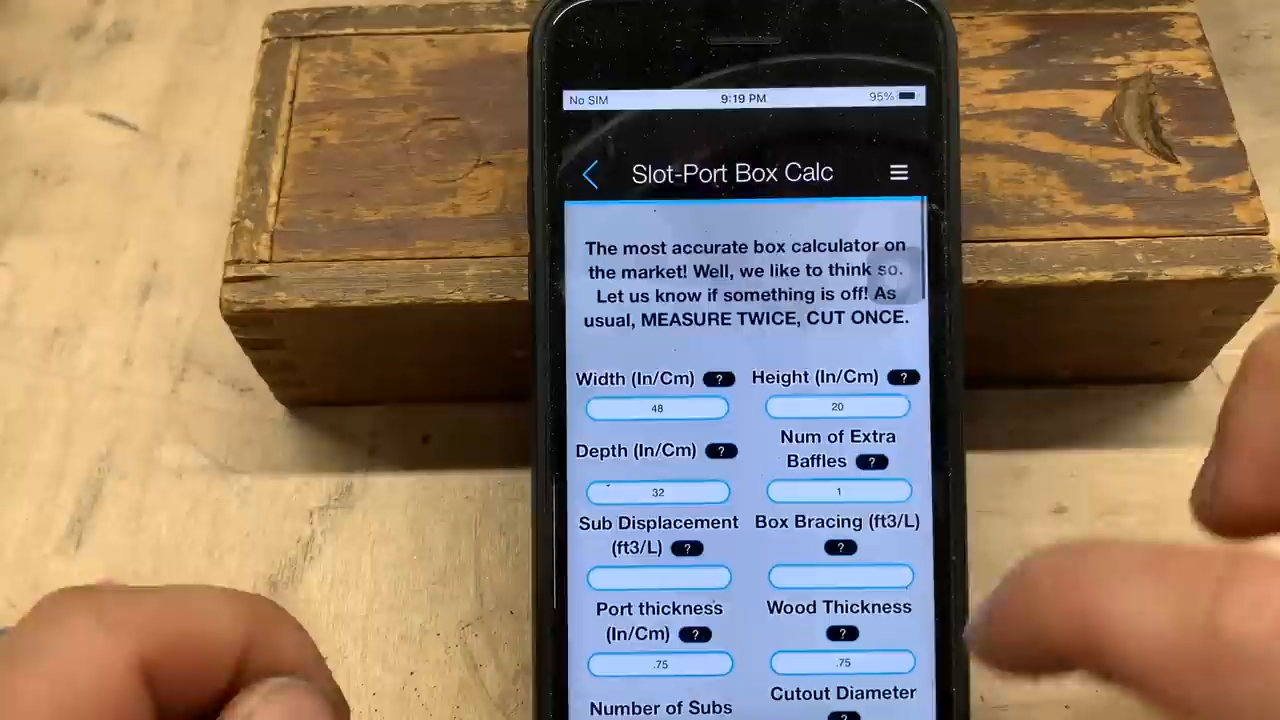 No SIM 9:19 PM 95%
Slot-Port Box Calc
The most accurate box calculator on
the market! Well, we like to think so.
Let us know if something is off! As
usual, MEASURE TWICE, CUT ONCE.
Width (In/Cm) ? Height (In/Cm) ?
48 20
Depth (In/Cm) ?
32
Num of Extra
Baffles ?
1
Sub Displacement
(ft3/L) ?
Box Bracing (ft3/L)
?
Port thickness
(In/Cm) ?
.75
Wood Thickness
?
.75
Number of Subs
Cutout Diameter
?